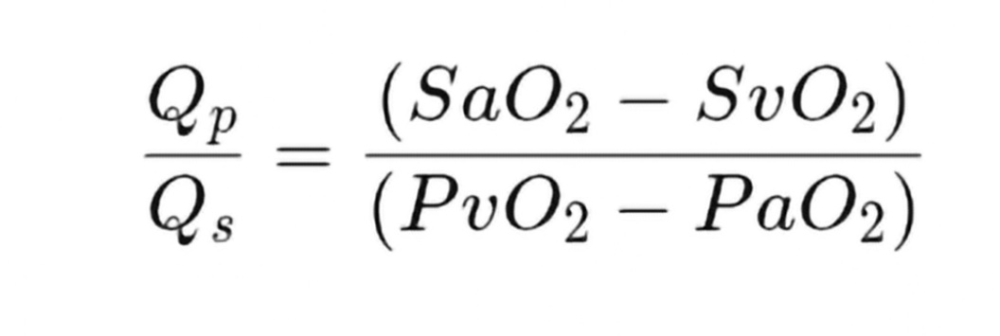 Qp/Qs = (SaO₂ − SvO₂)/(PvO₂ − PaO₂)